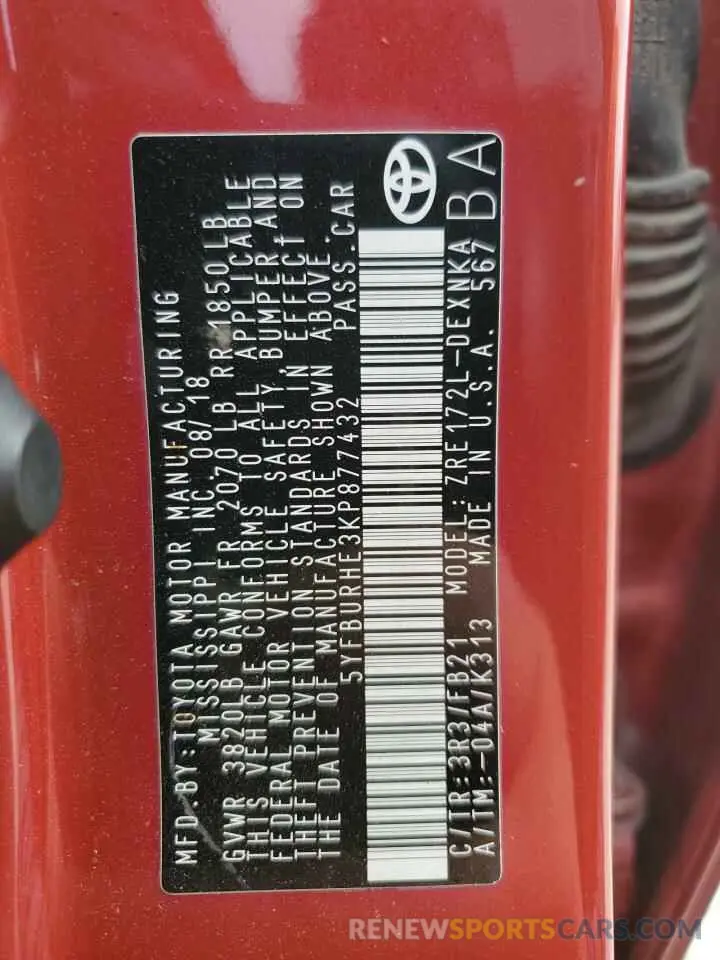 MFD.BY:TOYOTA MOTOR MANUFACTURING
MISSISSIPPI INC. 08/18
GVWR 3820LB GAWR FR 2070 LB RR 1850 LB
THIS VEHICLE CONFORMS TO ALL APPLICABLE
FEDERAL MOTOR VEHICLE SAFETY, BUMPER, AND
THEFT PREVENTION STANDARDS IN EFFECT ON
THE DATE OF MANUFACTURE SHOWN ABOVE.
5YFBURHE3KP877432 PASS.CAR
C/TR:3R3/FB21 MODEL:ZRE172L-DEXNKA
A/TM:-04A/K313 MADE IN U.S.A. 567
BA
RENEWSPORTSCARS.COM